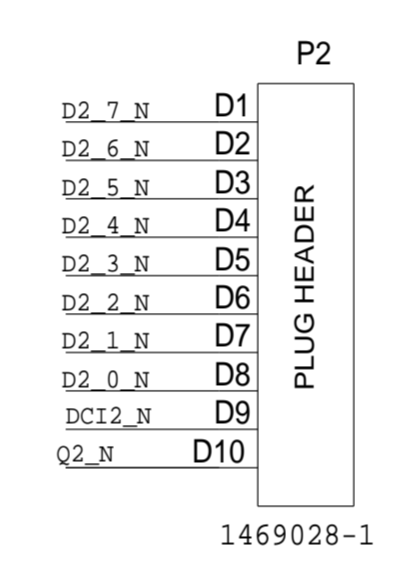 P2
D2_7_N D1
D2_6_N D2
D2_5_N D3
D2_4_N D4
D2_3_N D5
D2_2_N D6
D2_1_N D7
D2_0_N D8
DCI2_N D9
Q2_N D10
PLUG HEADER
1469028-1